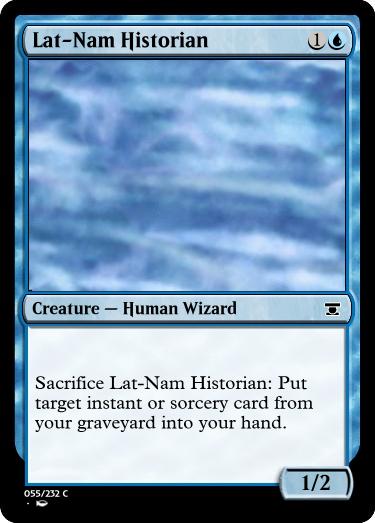 Lat-Nam Historian 1
Creature — Human Wizard
Sacrifice Lat-Nam Historian: Put
target instant or sorcery card from
your graveyard into your hand.
1/2
055/232 C